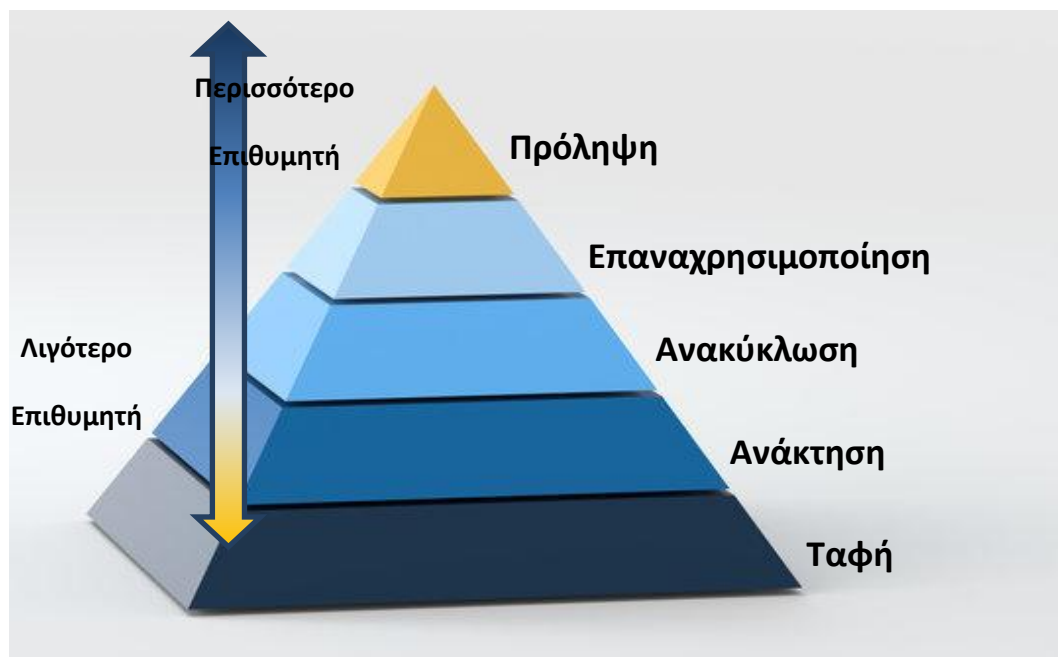 Περισσότερο
Επιθυμητή
Πρόληψη
Επαναχρησιμοποίηση
Λιγότερο
Επιθυμητή
Ανακύκλωση
Ανάκτηση
Ταφή